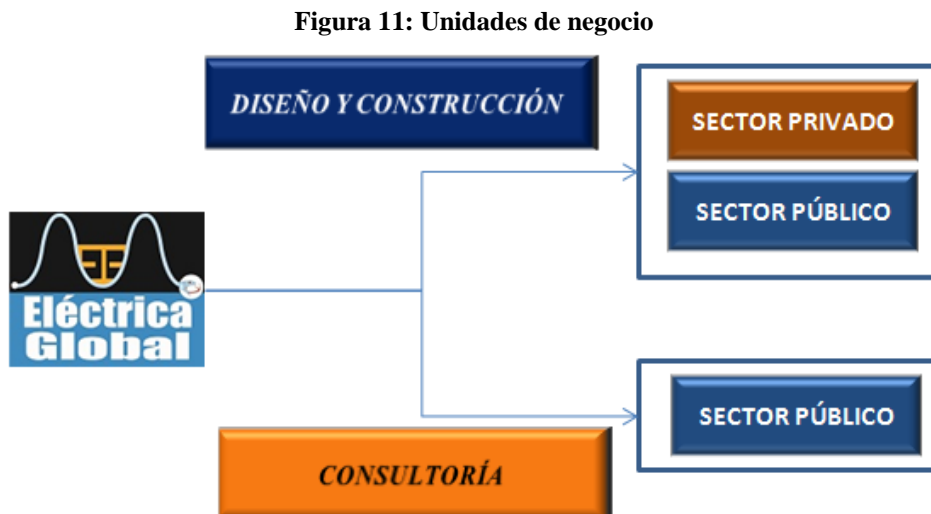 Figura 11: Unidades de negocio
DISEÑO Y CONSTRUCCIÓN
SECTOR PRIVADO
SECTOR PÚBLICO
Eléctrica
Global
SECTOR PÚBLICO
CONSULTORÍA